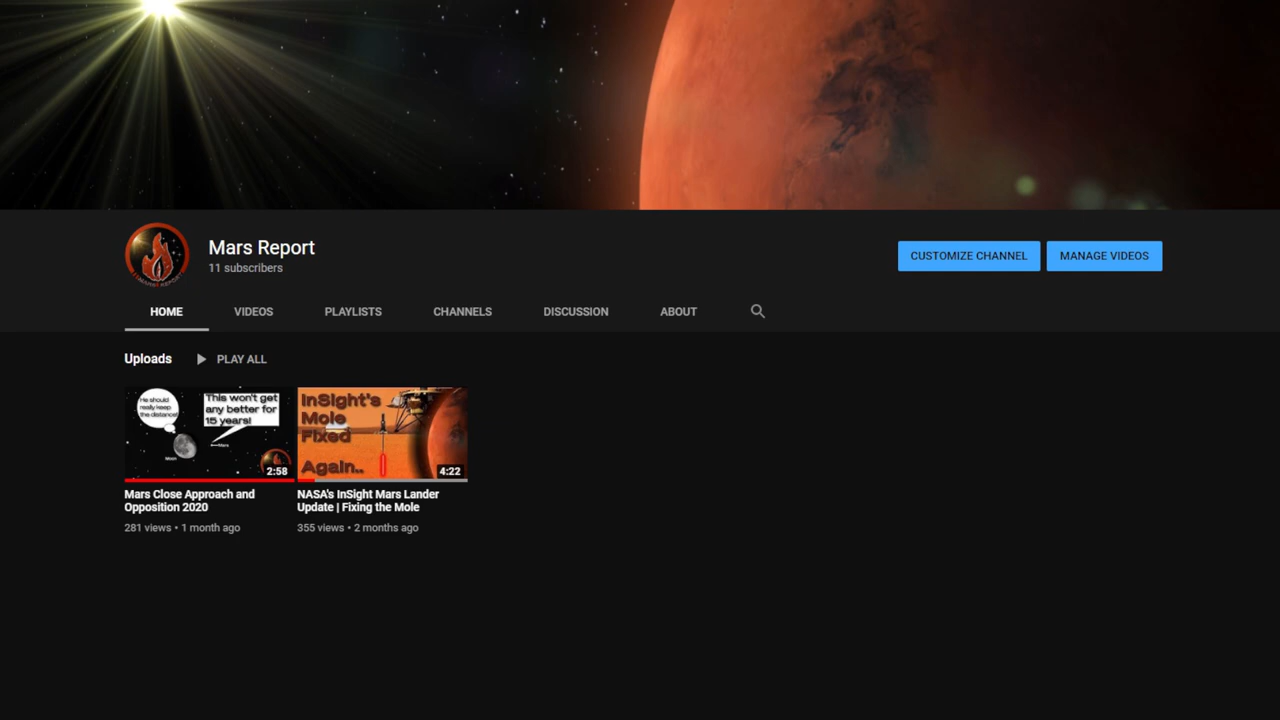 Mars Report
11 subscribers
CUSTOMIZE CHANNEL
MANAGE VIDEOS
HOME
VIDEOS
PLAYLISTS
CHANNELS
DISCUSSION
ABOUT
Uploads
PLAY ALL
He should
really keep
the distance!
This won't get
any better for
15 years!
Moon
Mars
2:58
InSight's
Mole
Fixed
Again..
4:22
Mars Close Approach and
Opposition 2020
281 views • 1 month ago
NASA's InSight Mars Lander
Update | Fixing the Mole
355 views • 2 months ago